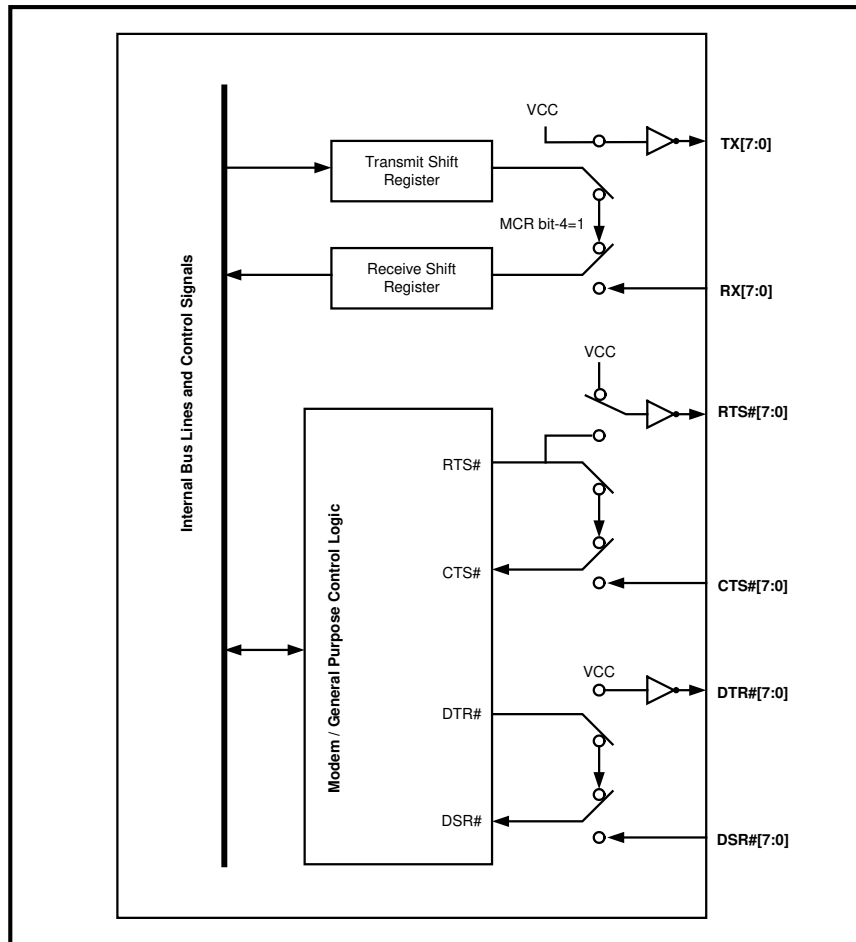 VCC
TX[7:0]
Transmit Shift
Register
MCR bit-4=1
Receive Shift
Register
RX[7:0]
Internal Bus Lines and Control Signals
VCC
RTS#[7:0]
Modem / General Purpose Control Logic
RTS#
CTS#
CTS#[7:0]
VCC
DTR#[7:0]
DTR#
DSR#
DSR#[7:0]